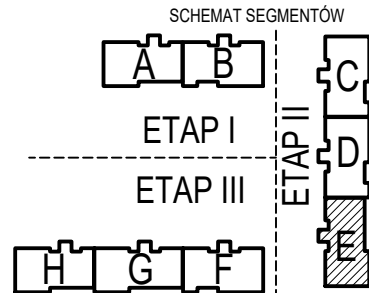 SCHEMAT SEGMENTÓW
A B
C
ETAP I
ETAP II
D
ETAP III
E
H G F